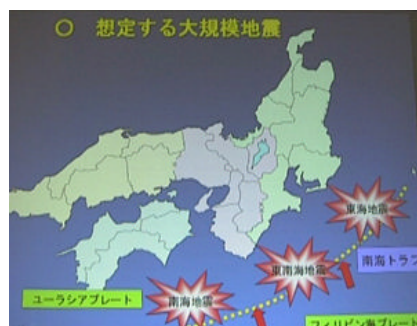 ○ 想定する大規模地震
東海地震
東南海地震
南海トラフ
南海地震
ユーラシアプレート
フィリピン海プレート